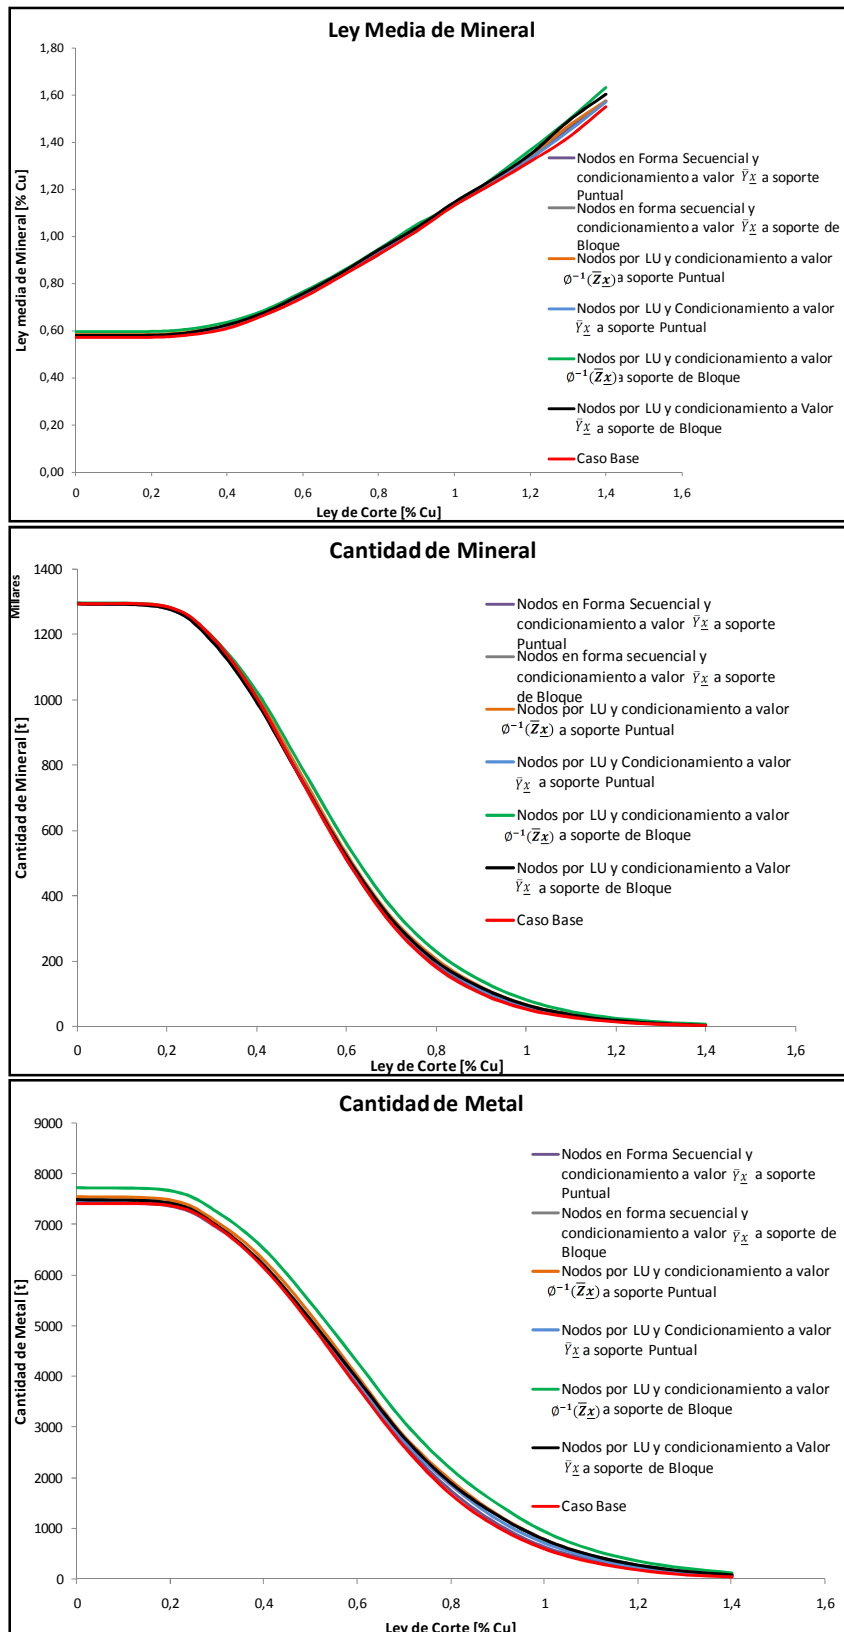 Ley Media de Mineral
Ley media de Mineral [% Cu]
1,80
1,60
1,40
1,20
1,00
0,80
0,60
0,40
0,20
0,00
0 0,2 0,4 0,6 0,8 1 1,2 1,4 1,6
Ley de Corte [% Cu]
Nodos en Forma Secuencial y
condicionamiento a valor Ȳx a soporte
Puntual
Nodos en forma secuencial y
condicionamiento a valor Ȳx a soporte de
Bloque
Nodos por LU y condicionamiento a valor
∅⁻¹(Z̄x) a soporte Puntual
Nodos por LU y Condicionamiento a valor
Ȳx a soporte Puntual
Nodos por LU y condicionamiento a valor
∅⁻¹(Z̄x) a soporte de Bloque
Nodos por LU y condicionamiento a Valor
Ȳx a soporte de Bloque
Caso Base
Cantidad de Mineral
Millares
Cantidad de Mineral [t]
1400
1200
1000
800
600
400
200
0
0 0,2 0,4 0,6 0,8 1 1,2 1,4 1,6
Ley de Corte [% Cu]
Nodos en Forma Secuencial y
condicionamiento a valor Ȳx a soporte
Puntual
Nodos en forma secuencial y
condicionamiento a valor Ȳx a soporte
de Bloque
Nodos por LU y condicionamiento a valor
∅⁻¹(Z̄x) a soporte Puntual
Nodos por LU y Condicionamiento a valor
Ȳx a soporte Puntual
Nodos por LU y condicionamiento a valor
∅⁻¹(Z̄x) a soporte de Bloque
Nodos por LU y condicionamiento a Valor
Ȳx a soporte de Bloque
Caso Base
Cantidad de Metal
Cantidad de Metal [t]
9000
8000
7000
6000
5000
4000
3000
2000
1000
0
0 0,2 0,4 0,6 0,8 1 1,2 1,4 1,6
Ley de Corte [% Cu]
Nodos en Forma Secuencial y
condicionamiento a valor Ȳx a soporte
Puntual
Nodos en forma secuencial y
condicionamiento a valor Ȳx a soporte de
Bloque
Nodos por LU y condicionamiento a valor
∅⁻¹(Z̄x) a soporte Puntual
Nodos por LU y Condicionamiento a valor
Ȳx a soporte Puntual
Nodos por LU y condicionamiento a valor
∅⁻¹(Z̄x) a soporte de Bloque
Nodos por LU y condicionamiento a Valor
Ȳx a soporte de Bloque
Caso Base